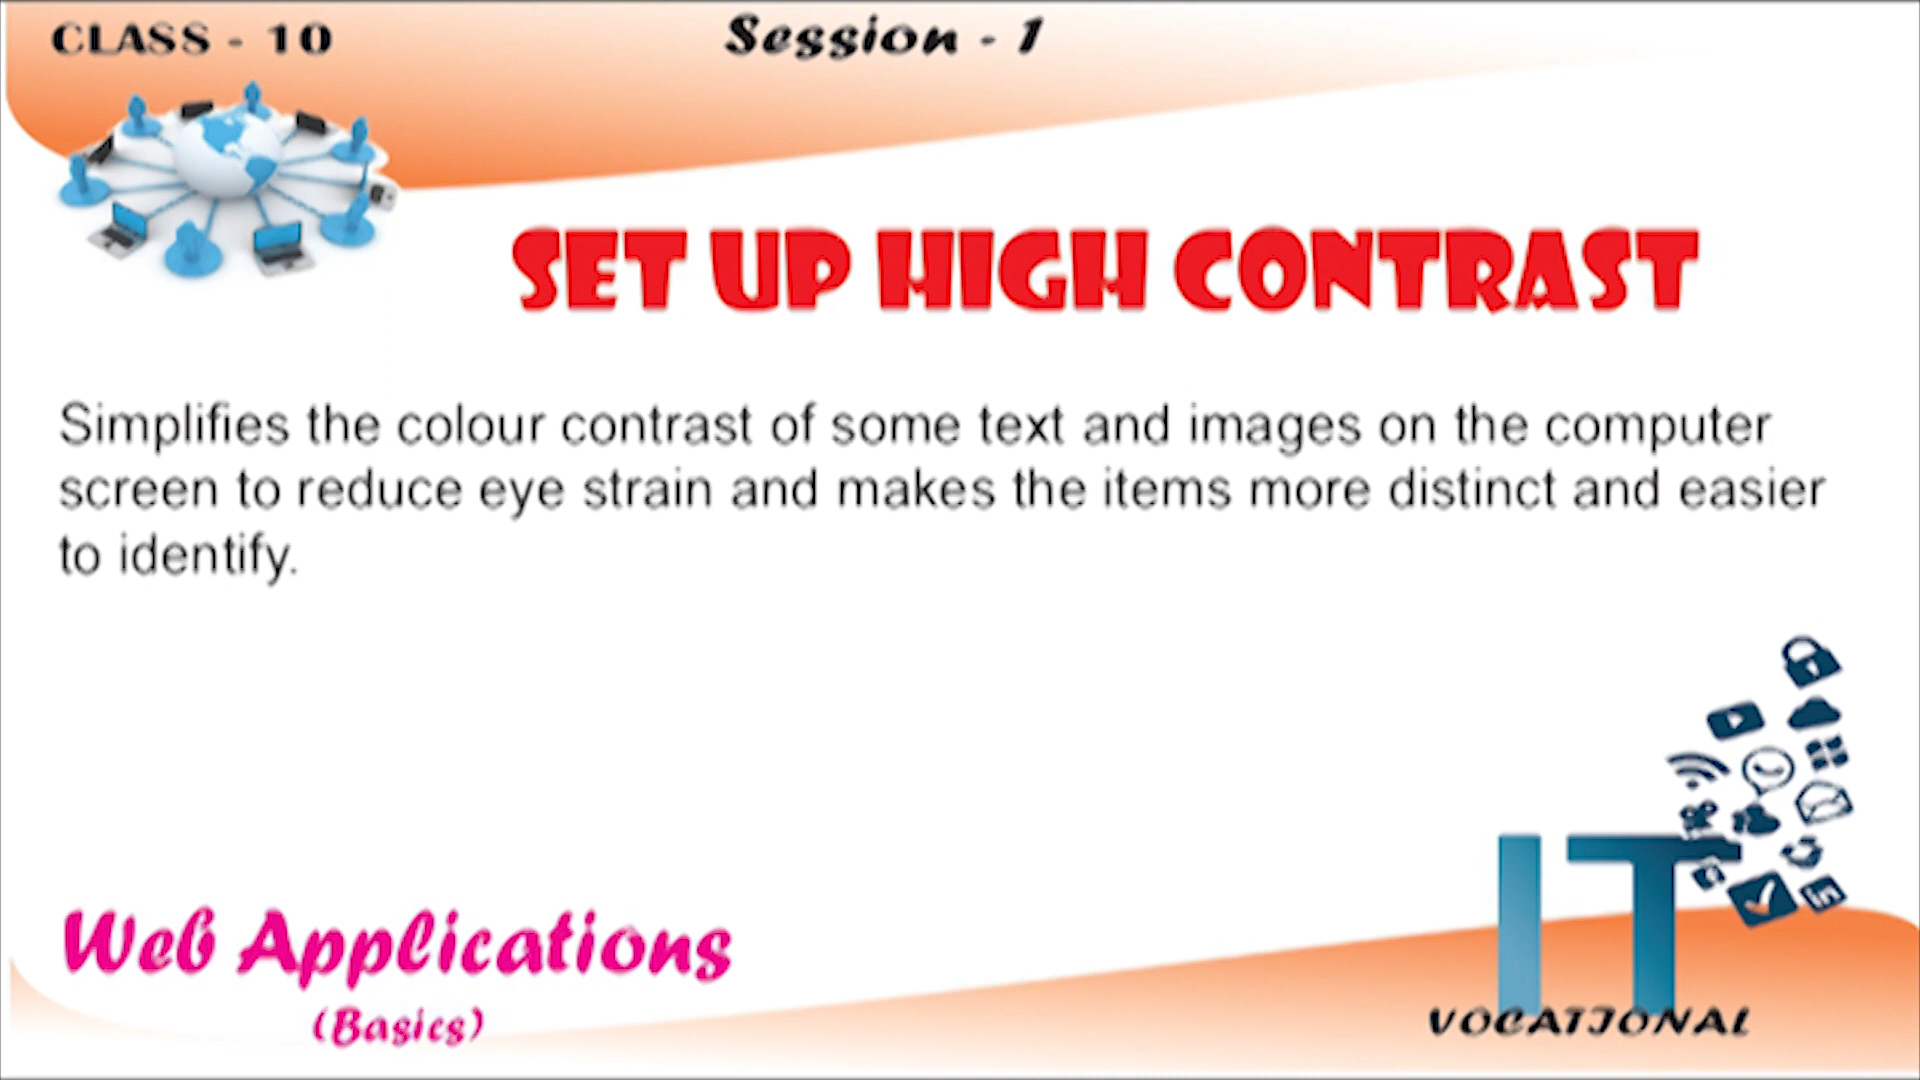 CLASS - 10
Session - 1
SET UP HIGH CONTRAST
Simplifies the colour contrast of some text and images on the computer
screen to reduce eye strain and makes the items more distinct and easier
to identify.
Web Applications
(Basics)
IT
VOCATIONAL